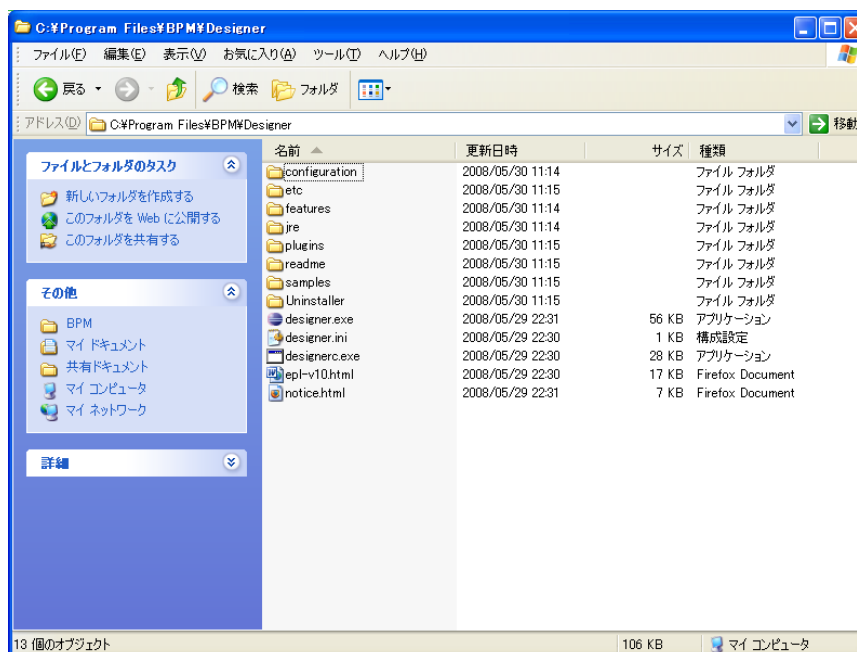 C:¥Program Files¥BPM¥Designer
ファイル(F) 編集(E) 表示(V) お気に入り(A) ツール(T) ヘルプ(H)
戻る 検索 フォルダ
アドレス(D) C:¥Program Files¥BPM¥Designer 移動
ファイルとフォルダのタスク
新しいフォルダを作成する
このフォルダを Web に公開する
このフォルダを共有する
その他
BPM
マイ ドキュメント
共有ドキュメント
マイ コンピュータ
マイ ネットワーク
詳細
名前 更新日時 サイズ 種類
configuration 2008/05/30 11:14 ファイル フォルダ
etc 2008/05/30 11:15 ファイル フォルダ
features 2008/05/30 11:14 ファイル フォルダ
jre 2008/05/30 11:14 ファイル フォルダ
plugins 2008/05/30 11:15 ファイル フォルダ
readme 2008/05/30 11:15 ファイル フォルダ
samples 2008/05/30 11:15 ファイル フォルダ
Uninstaller 2008/05/30 11:15 ファイル フォルダ
designer.exe 2008/05/29 22:31 56 KB アプリケーション
designer.ini 2008/05/29 22:30 1 KB 構成設定
designerc.exe 2008/05/29 22:30 28 KB アプリケーション
epl-v10.html 2008/05/29 22:30 17 KB Firefox Document
notice.html 2008/05/29 22:31 7 KB Firefox Document
13 個のオブジェクト 106 KB マイ コンピュータ